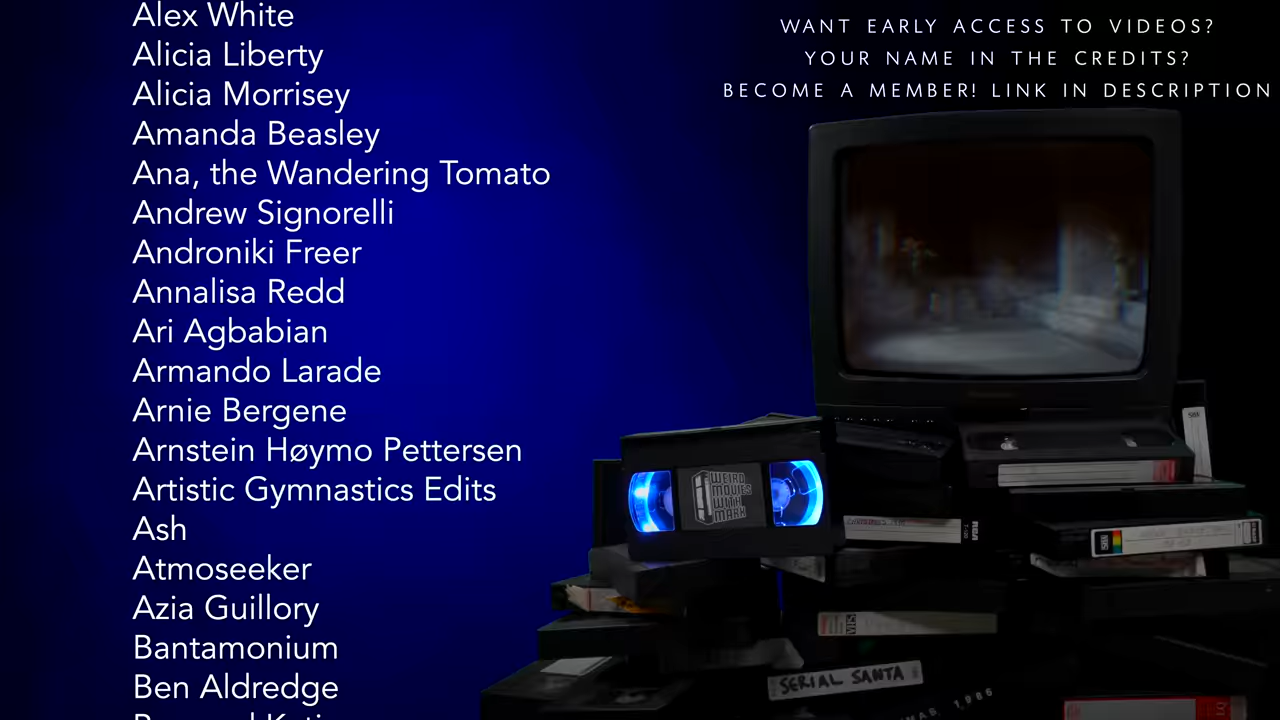 Alex White
Alicia Liberty
Alicia Morrisey
Amanda Beasley
Ana, the Wandering Tomato
Andrew Signorelli
Androniki Freer
Annalisa Redd
Ari Agbabian
Armando Larade
Arnie Bergene
Arnstein Høymo Pettersen
Artistic Gymnastics Edits
Ash
Atmoseeker
Azia Guillory
Bantamonium
Ben Aldredge
WANT EARLY ACCESS TO VIDEOS?
YOUR NAME IN THE CREDITS?
BECOME A MEMBER! LINK IN DESCRIPTION
WEIRD
MOVIES
WITH
MARK
RCA
VHS
SERIAL SANTA
1986